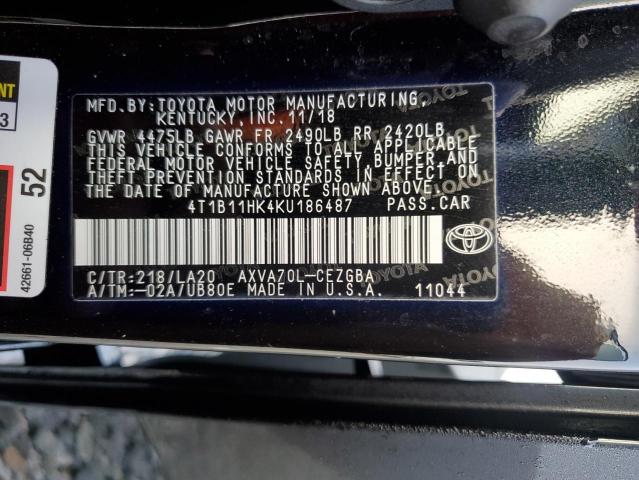 MFD.BY:TOYOTA MOTOR MANUFACTURING,
KENTUCKY, INC.11/18
GVWR 4475LB GAWR FR 2490LB RR 2420LB
THIS VEHICLE CONFORMS TO ALL APPLICABLE
FEDERAL MOTOR VEHICLE SAFETY, BUMPER, AND
THEFT PREVENTION STANDARDS IN EFFECT ON
THE DATE OF MANUFACTURE SHOWN ABOVE.
4T1B11HK4KU186487 PASS.CAR
C/TR:218/LA20 AXVA70L-CEZGBA
A/TM:-02A/UB80E MADE IN U.S.A. 11044
52
42661-06B40
3